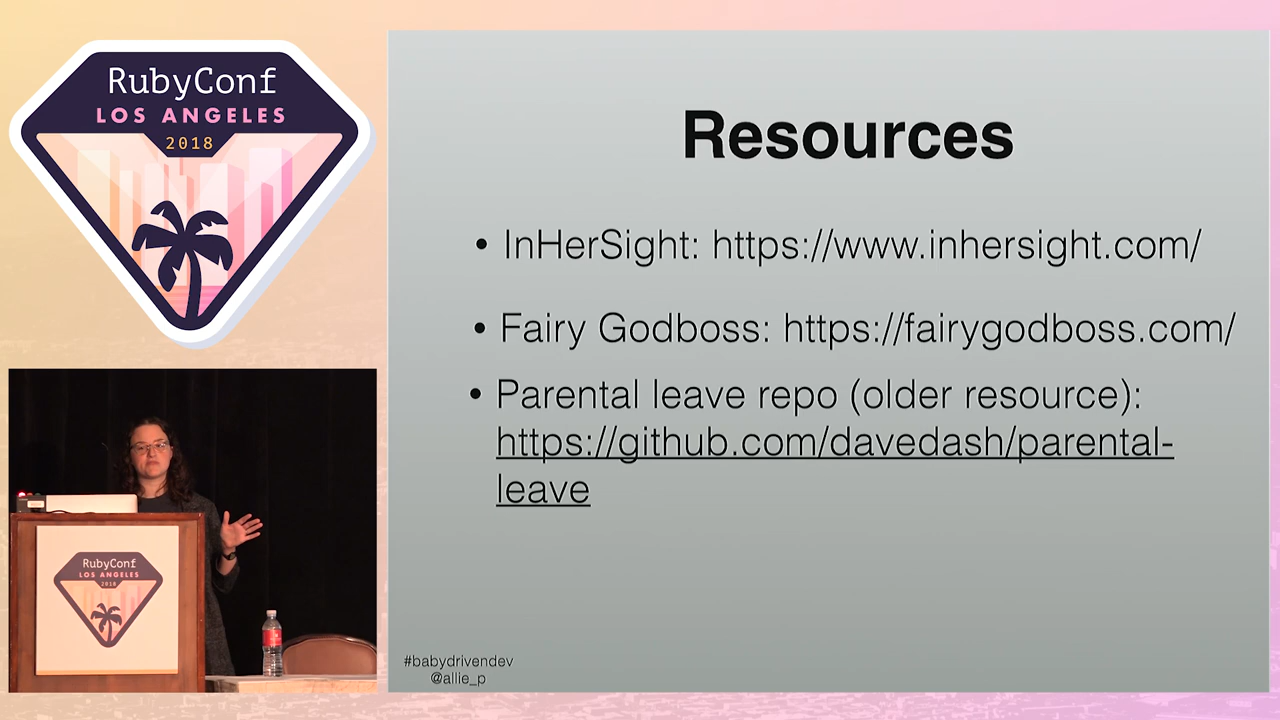 RubyConf
LOS ANGELES
2018
Resources
• InHerSight: https://www.inhersight.com/
• Fairy Godboss: https://fairygodboss.com/
• Parental leave repo (older resource):
https://github.com/davedash/parental-
leave
#babydrivendev
@allie_p
RubyConf
LOS ANGELES
2018